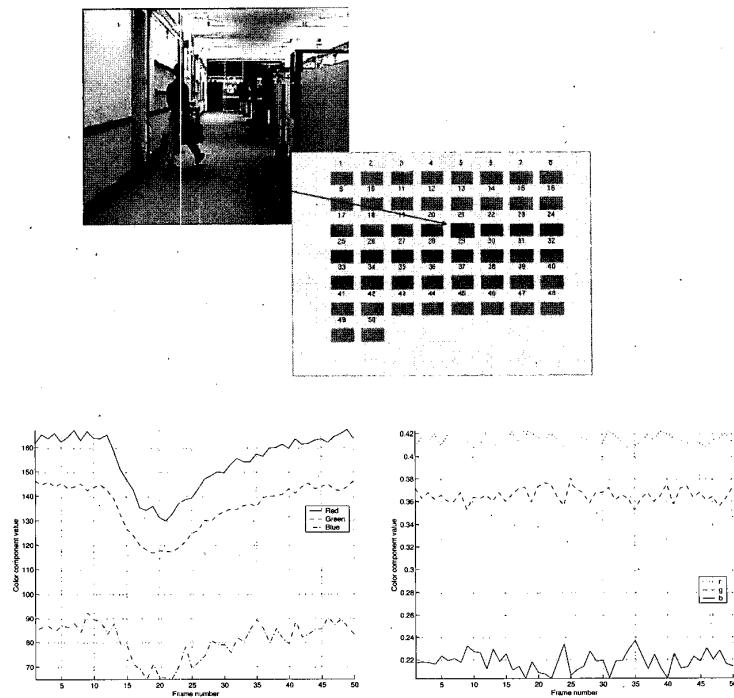 1 2 3 4 5 6 7 8
9 10 11 12 13 14 15 16
17 18 19 20 21 22 23 24
25 26 27 28 29 30 31 32
33 34 35 36 37 38 39 40
41 42 43 44 45 46 47 48
49 50
160
150
140
130
120
110
100
90
80
70
5 10 15 20 25 30 35 40 45 50
Color component value
Frame number
Red
Green
Blue
0.42
0.4
0.38
0.36
0.34
0.32
0.3
0.28
0.26
0.24
0.22
5 10 15 20 25 30 35 40 45 50
Color component value
Frame number
r
g
b